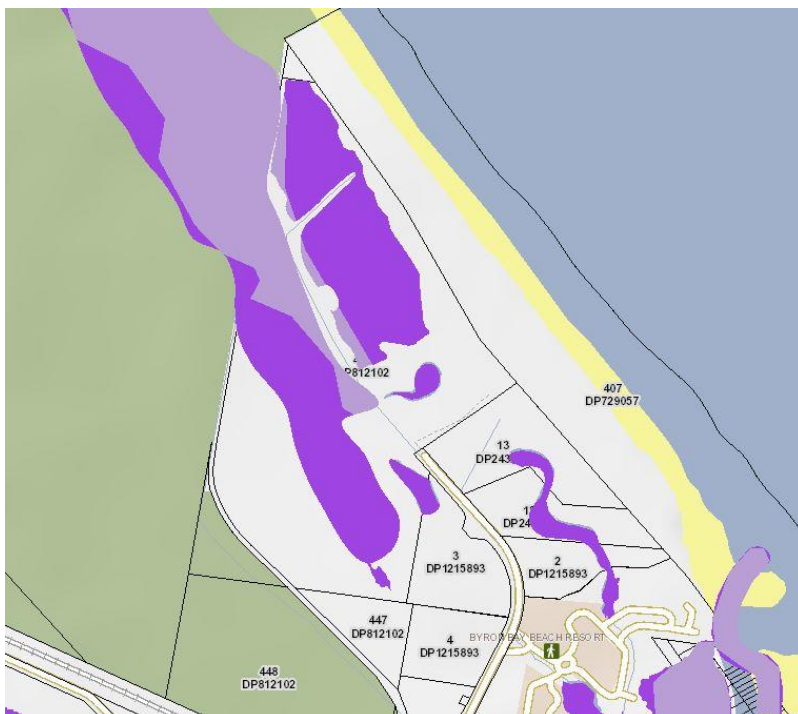 DP812102
407
DP729057
13
DP243
DP24
2
DP1215893
3
DP1215893
447
DP812102
4
DP1215893
BYRON BAY BEACH RESORT
448
DP812102